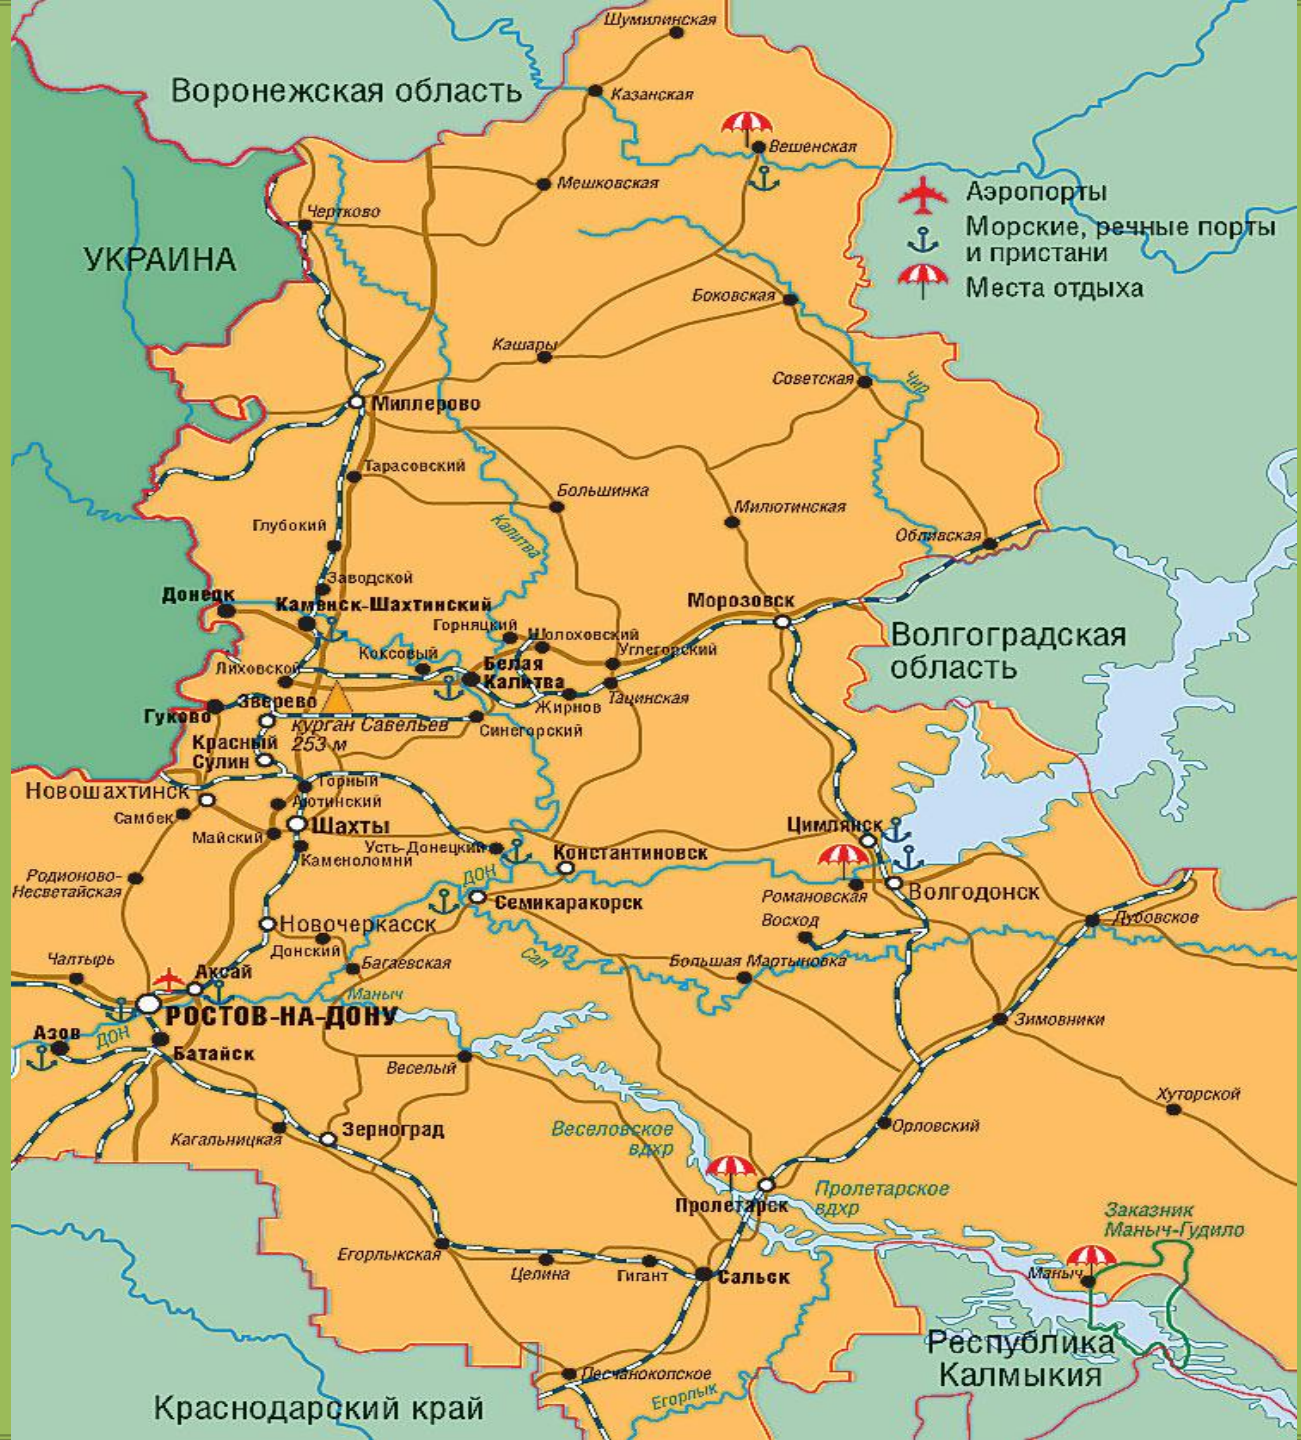 Шумилинская
Воронежская область
Казанская
Вешенская
Мешковская
Аэропорты
Чертково
Морские, речные порты
и пристани
УКРАИНА
Места отдыха
Боковская
Кашары
Советская
Чир
Миллерово
Тарасовский
Большинка
Милютинская
Глубокий
Калитва
Обливская
Заводской
Донецк
Каменск-Шахтинский
Морозовск
Горняцкий
Шолоховский
Волгоградская
область
Углегорский
Коксовый
Лиховской
Белая
Калитва
Тацинская
Зверево
Жирнов
Гуково
курган Савельев
253 м
Синегорский
Красный
Сулин
Горный
Новошахтинск
Аютинский
Самбек
Шахты
Цимлянск
Майский
Усть-Донецкий
Каменоломни
Константиновск
ДОН
Родионово-
Несветайская
Романовская
Волгодонск
Семикаракорск
Восход
Дубовское
Новочеркасск
Донский
Сал
Чалтырь
Багаевская
Большая Мартыновка
Аксай
Маныч
РОСТОВ-НА-ДОНУ
Зимовники
Азов
ДОН
Батайск
Веселый
Хуторской
Кагальницкая
Зерноград
Веселовское
вдхр
Орловский
Пролетарск
Пролетарское
вдхр
Заказник
Маныч-Гудило
Егорлыкская
Целина
Гигант
Сальск
Маныч
Республика
Калмыкия
Песчанокопское
Егорлык
Краснодарский край